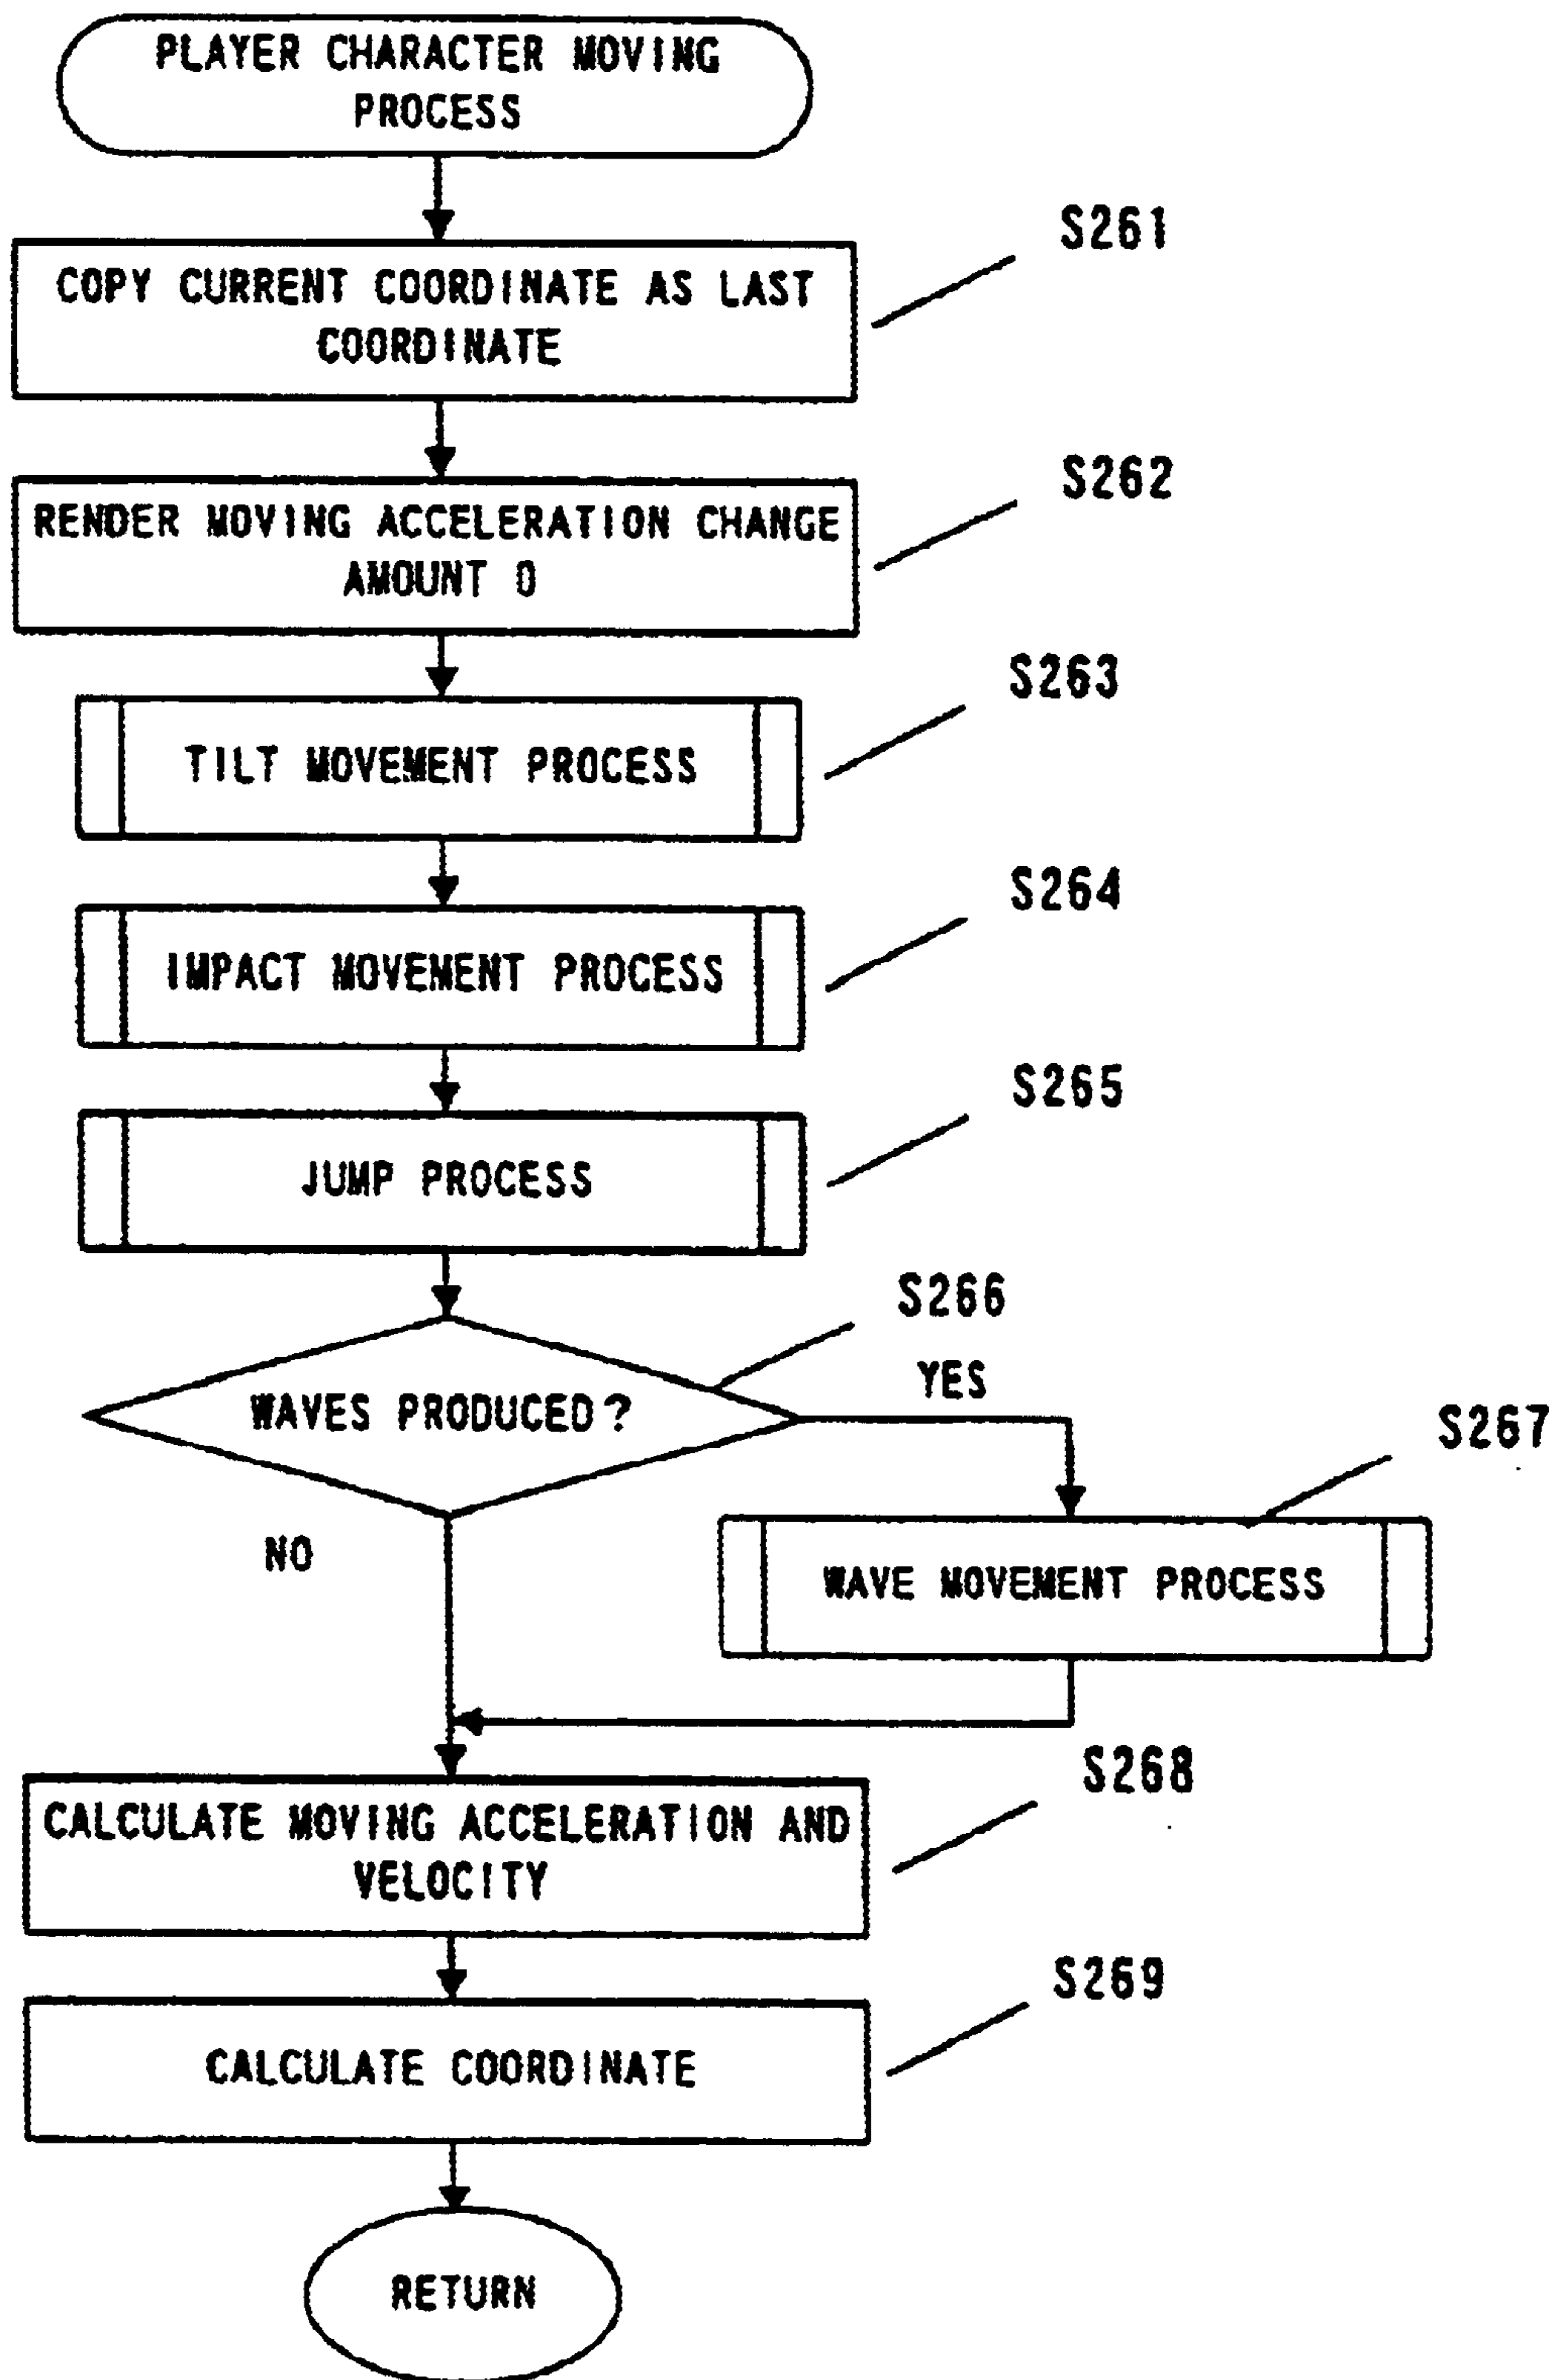 PLAYER CHARACTER MOVING
PROCESS
S261
COPY CURRENT COORDINATE AS LAST
COORDINATE
S262
RENDER MOVING ACCELERATION CHANGE
AMOUNT 0
S263
TILT MOVEMENT PROCESS
S264
IMPACT MOVEMENT PROCESS
S265
JUMP PROCESS
S266
WAVES PRODUCED?
YES
NO
S267
WAVE MOVEMENT PROCESS
S268
CALCULATE MOVING ACCELERATION AND
VELOCITY
S269
CALCULATE COORDINATE
RETURN